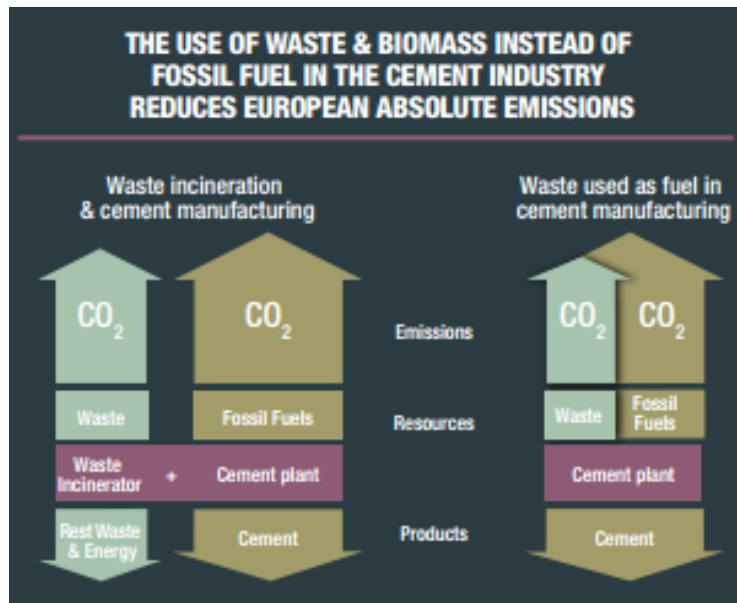 THE USE OF WASTE & BIOMASS INSTEAD OF
FOSSIL FUEL IN THE CEMENT INDUSTRY
REDUCES EUROPEAN ABSOLUTE EMISSIONS
Waste incineration
& cement manufacturing
Waste used as fuel in
cement manufacturing
CO2
CO2
Emissions
CO2
CO2
Waste
Fossil Fuels
Resources
Waste
Fossil
Fuels
Waste
Incinerator
+
Cement plant
Cement plant
Rest Waste
& Energy
Cement
Products
Cement